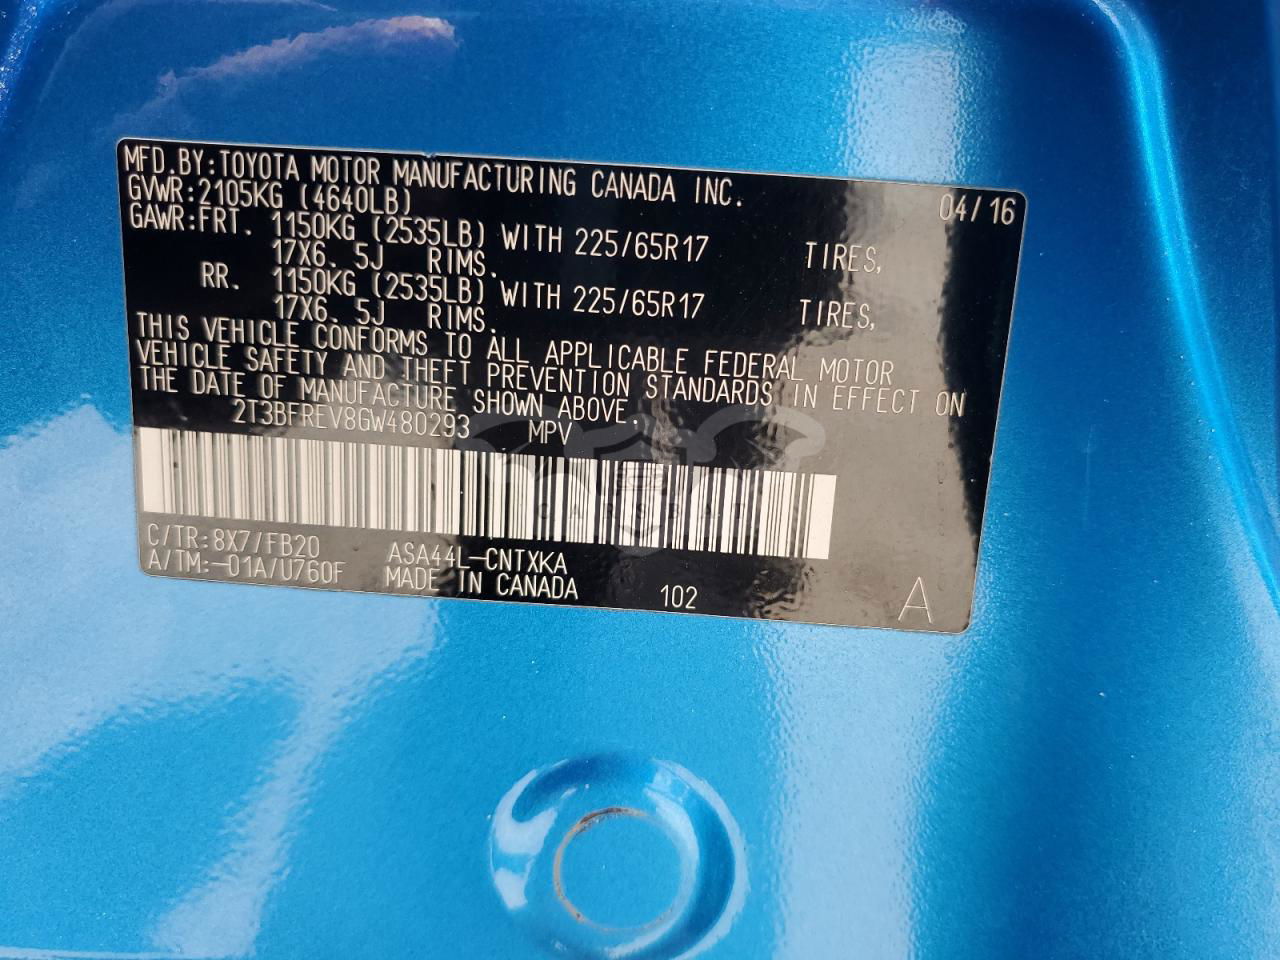 MFD.BY:TOYOTA MOTOR MANUFACTURING CANADA INC.
GVWR:2105KG (4640LB) 04/16
GAWR:FRT. 1150KG (2535LB) WITH 225/65R17 TIRES,
17X6. 5J RIMS.
RR. 1150KG (2535LB) WITH 225/65R17 TIRES,
17X6. 5J RIMS.
THIS VEHICLE CONFORMS TO ALL APPLICABLE FEDERAL MOTOR
VEHICLE SAFETY AND THEFT PREVENTION STANDARDS IN EFFECT ON
THE DATE OF MANUFACTURE SHOWN ABOVE.
2T3BFREV8GW480293 MPV
CARSBAT
C/TR:8X7/FB20 ASA44L-CNTXKA
A/TM:-01A/U760F MADE IN CANADA 102 A